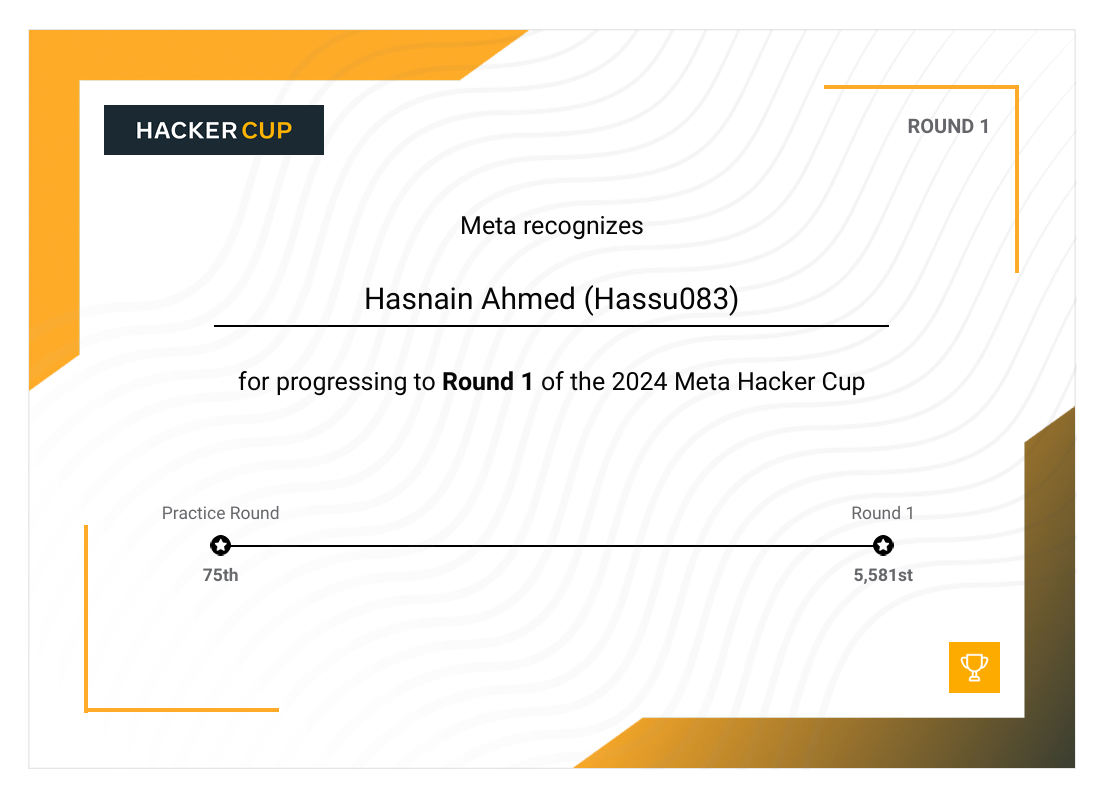 HACKER CUP
ROUND 1
Meta recognizes
Hasnain Ahmed (Hassu083)
for progressing to Round 1 of the 2024 Meta Hacker Cup
Practice Round
Round 1
75th
5,581st